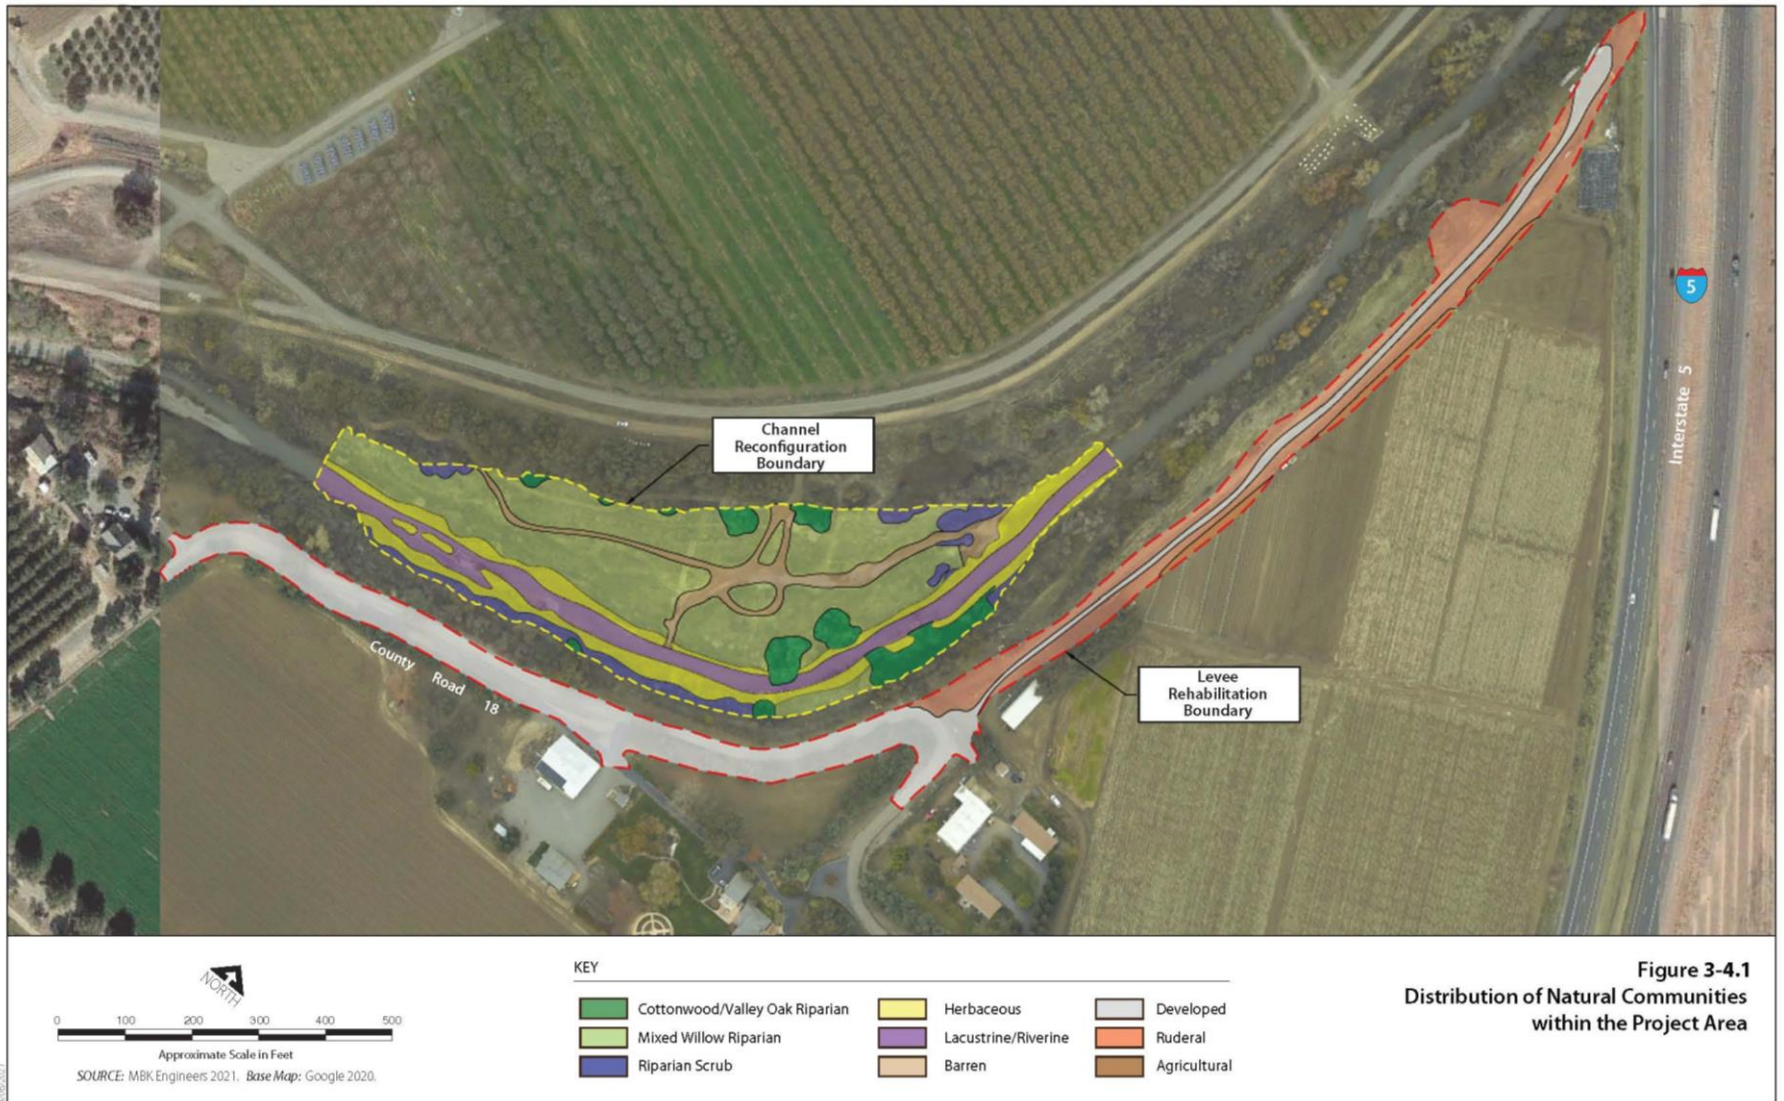 Channel
Reconfiguration
Boundary
5
Interstate 5
County Road 18
Levee
Rehabilitation
Boundary
NORTH
0 100 200 300 400 500
Approximate Scale in Feet
SOURCE: MBK Engineers 2021. Base Map: Google 2020.
KEY
Cottonwood/Valley Oak Riparian
Mixed Willow Riparian
Riparian Scrub
Herbaceous
Lacustrine/Riverine
Barren
Developed
Ruderal
Agricultural
Figure 3-4.1
Distribution of Natural Communities
within the Project Area